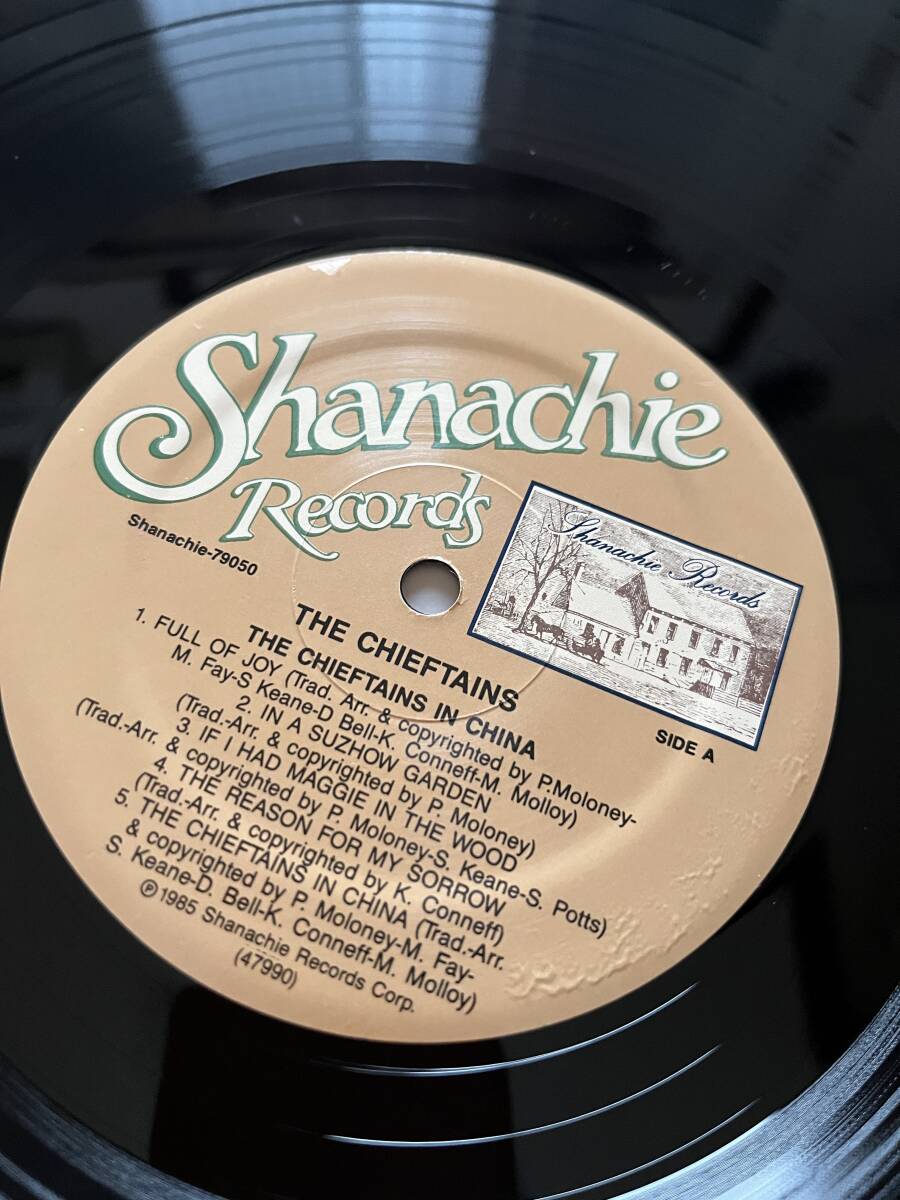 Shanachie
Records
Shanachie-79050
Shanachie Records
SIDE A
THE CHIEFTAINS
THE CHIEFTAINS IN CHINA
1. FULL OF JOY (Trad. Arr. & copyrighted by P.Moloney-
M. Fay-S Keane-D Bell-K. Conneff-M. Molloy)
2. IN A SUZHOW GARDEN
(Trad.-Arr. & copyrighted by P. Moloney)
3. IF I HAD MAGGIE IN THE WOOD
(Trad.-Arr. & copyrighted by P. Moloney-S. Keane-S. Potts)
4. THE REASON FOR MY SORROW
(Trad.-Arr. & copyrighted by K. Conneff)
5. THE CHIEFTAINS IN CHINA (Trad.-Arr.
& copyrighted by P. Moloney-M. Fay-
S. Keane-D. Bell-K. Conneff-M. Molloy)
℗1985 Shanachie Records Corp.
(47990)